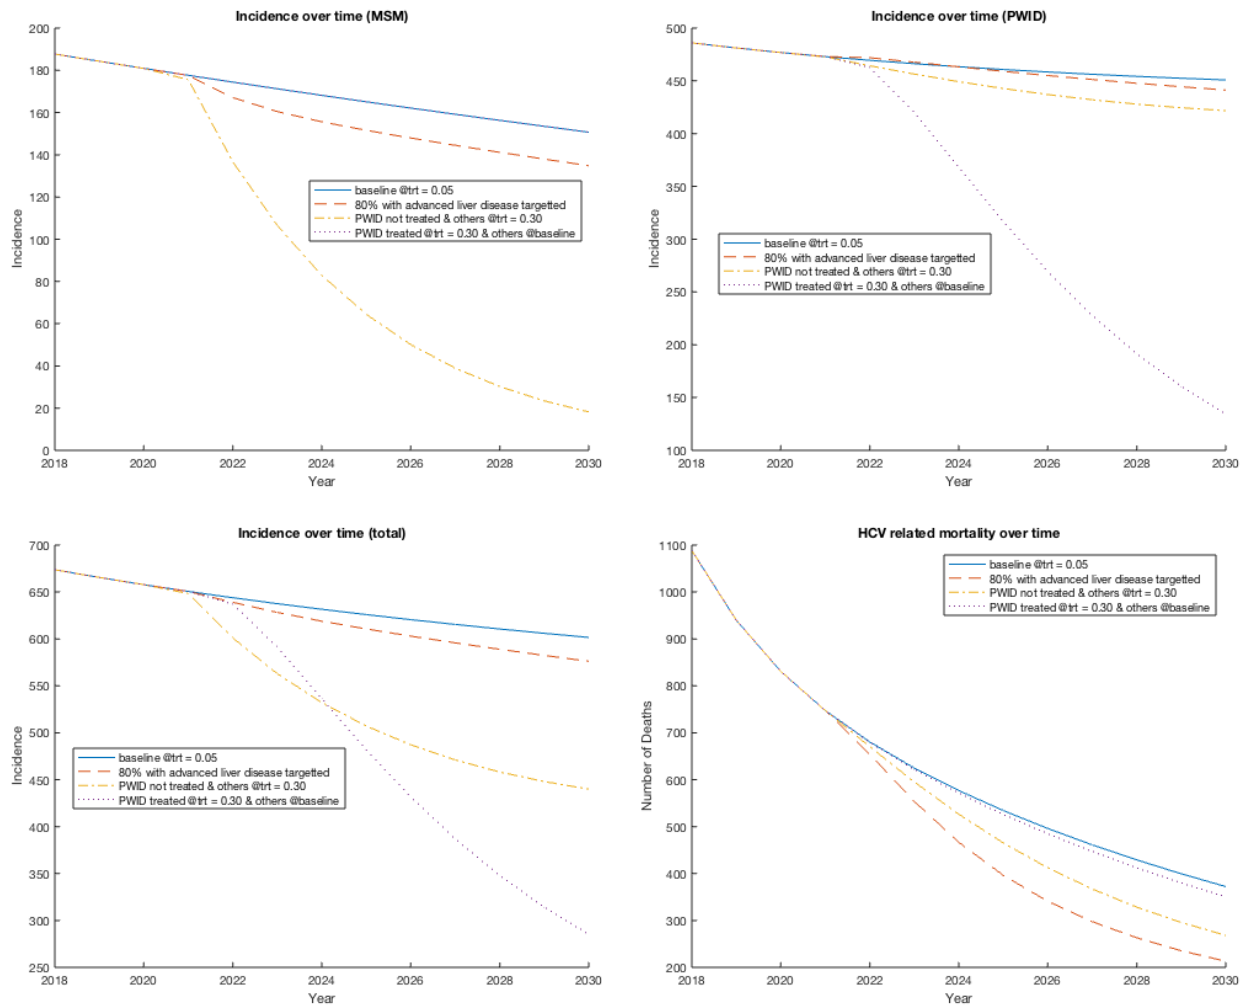 Incidence over time (MSM)
200
180
160
140
120
100
80
60
40
20
0
Incidence
baseline @trt = 0.05
80% with advanced liver disease targetted
PWID not treated & others @trt = 0.30
PWID treated @trt = 0.30 & others @baseline
2018 2020 2022 2024 2026 2028 2030
Year
Incidence over time (PWID)
500
450
400
350
300
250
200
150
100
Incidence
baseline @trt = 0.05
80% with advanced liver disease targetted
PWID not treated & others @trt = 0.30
PWID treated @trt = 0.30 & others @baseline
2018 2020 2022 2024 2026 2028 2030
Year
Incidence over time (total)
700
650
600
550
500
450
400
350
300
250
Incidence
baseline @trt = 0.05
80% with advanced liver disease targetted
PWID not treated & others @trt = 0.30
PWID treated @trt = 0.30 & others @baseline
2018 2020 2022 2024 2026 2028 2030
Year
HCV related mortality over time
1100
1000
900
800
700
600
500
400
300
200
Number of Deaths
baseline @trt = 0.05
80% with advanced liver disease targetted
PWID not treated & others @trt = 0.30
PWID treated @trt = 0.30 & others @baseline
2018 2020 2022 2024 2026 2028 2030
Year